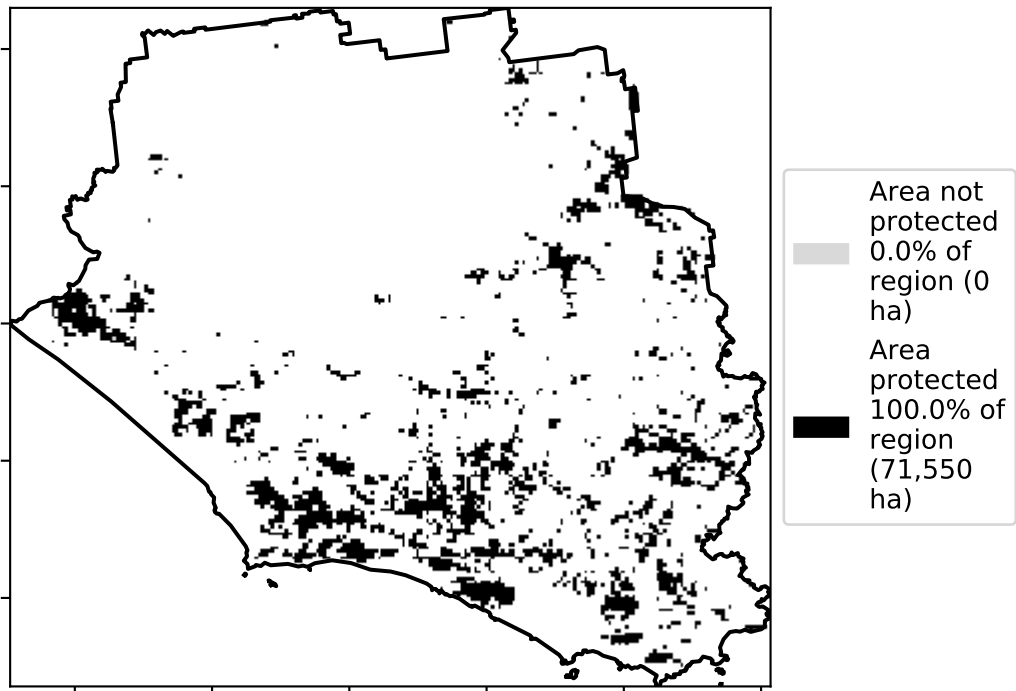 Area not
protected
0.0% of
region (0
ha)
Area
protected
100.0% of
region
(71,550
ha)